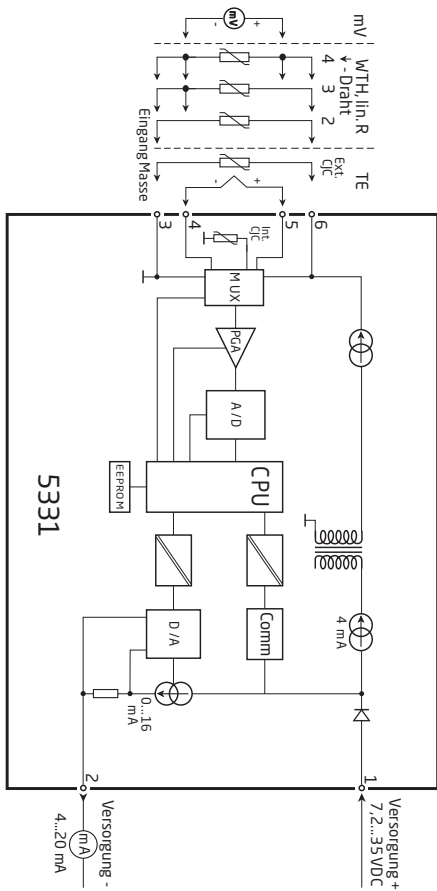 mV
mV
-
+
WTH, lin. R
- Draht
4
3
2
Eingang Masse
TE
Ext.
CJC
-
+
3
4
5
6
Int.
CJC
MUX
PGA
A/D
CPU
EEPROM
5331
D/A
Comm
4 mA
0...16
mA
1
2
Versorgung +
7,2...35 VDC
Versorgung -
4...20 mA
mA